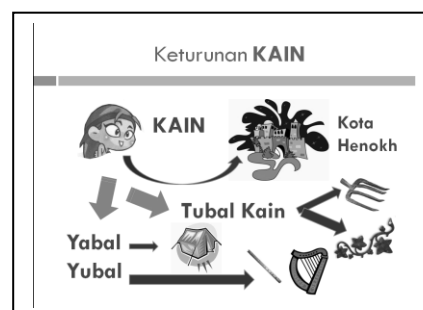 Keturunan KAIN
KAIN
Kota
Henokh
Tubal Kain
Yabal
Yubal